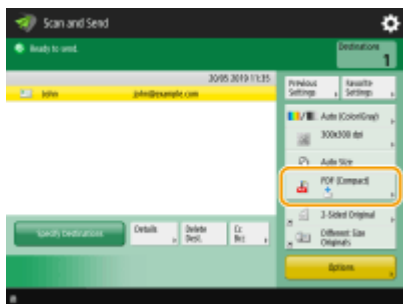 Scan and Send
Ready to send.
Destinations
1
20/05 2019 11:35
John
john@example.com
Previous
Settings
Favorite
Settings
Auto (Color/Gray)
300x300 dpi
Auto Size
PDF (Compact)
2-Sided Original
Different Size
Originals
Specify Destinations
Details
Delete
Dest.
Cc
Bcc
Options